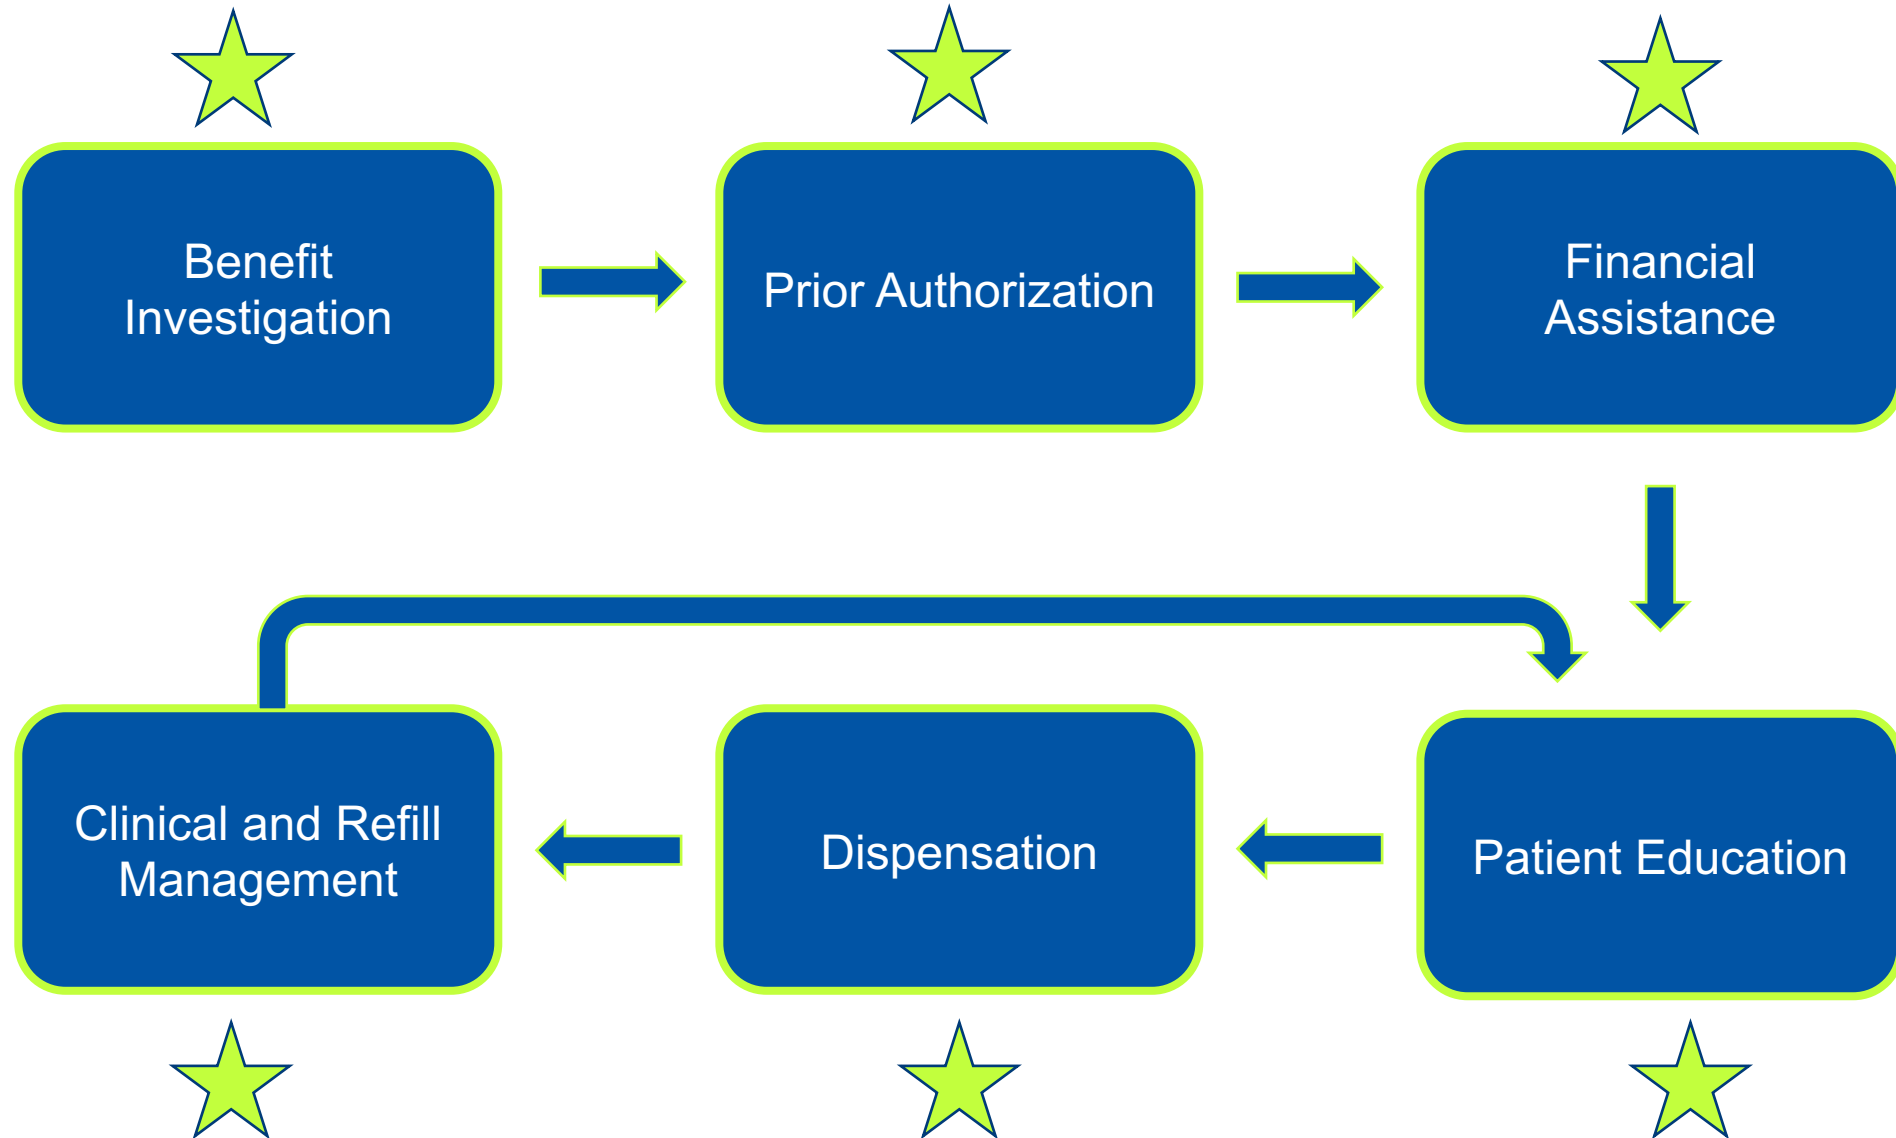 Benefit
Investigation
Prior Authorization
Financial
Assistance
Clinical and Refill
Management
Dispensation
Patient Education